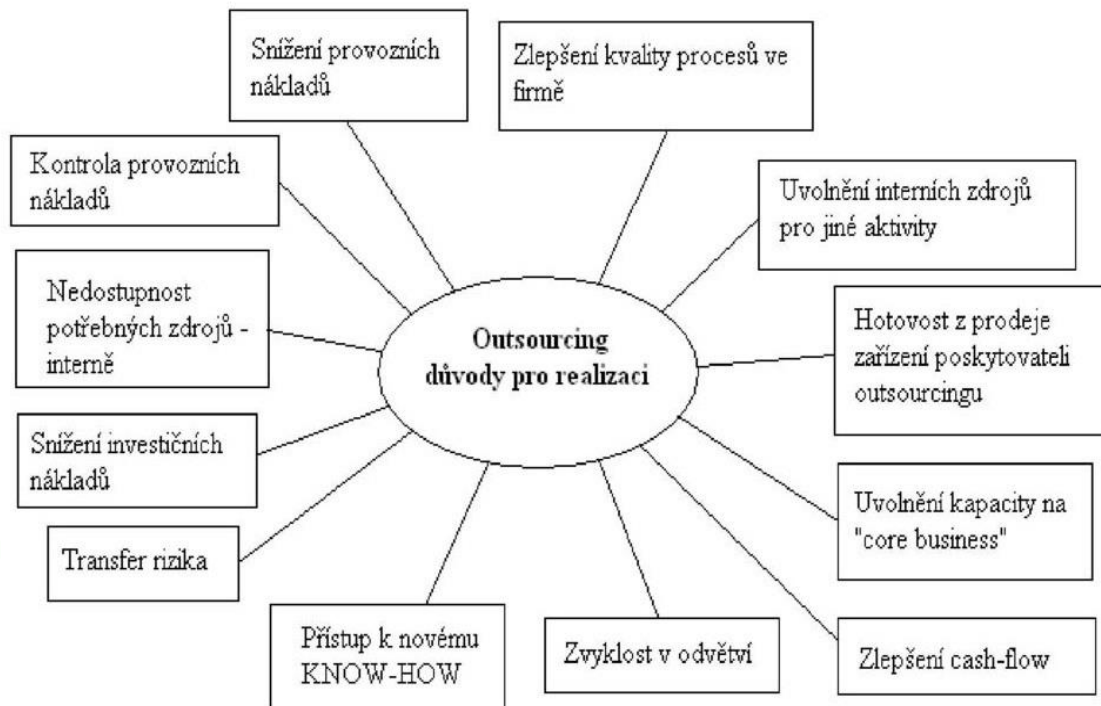 Snížení provozních
nákladů
Zlepšení kvality procesů ve
firmě
Kontrola provozních
nákladů
Uvolnění interních zdrojů
pro jiné aktivity
Nedostupnost
potřebných zdrojů -
interně
Outsourcing
důvody pro realizaci
Hotovost z prodeje
zařízení poskytovateli
outsourcingu
Snížení investičních
nákladů
Uvolnění kapacity na
"core business"
Transfer rizika
Přístup k novému
KNOW-HOW
Zvyklost v odvětví
Zlepšení cash-flow